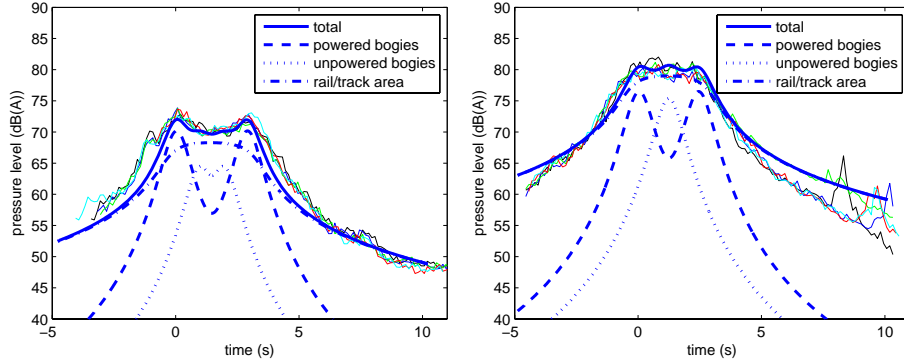 90
85
80
75
70
65
60
55
50
45
40
pressure level (dB(A))
−5
0
5
10
time (s)
total
powered bogies
unpowered bogies
rail/track area
90
85
80
75
70
65
60
55
50
45
40
pressure level (dB(A))
−5
0
5
10
time (s)
total
powered bogies
unpowered bogies
rail/track area